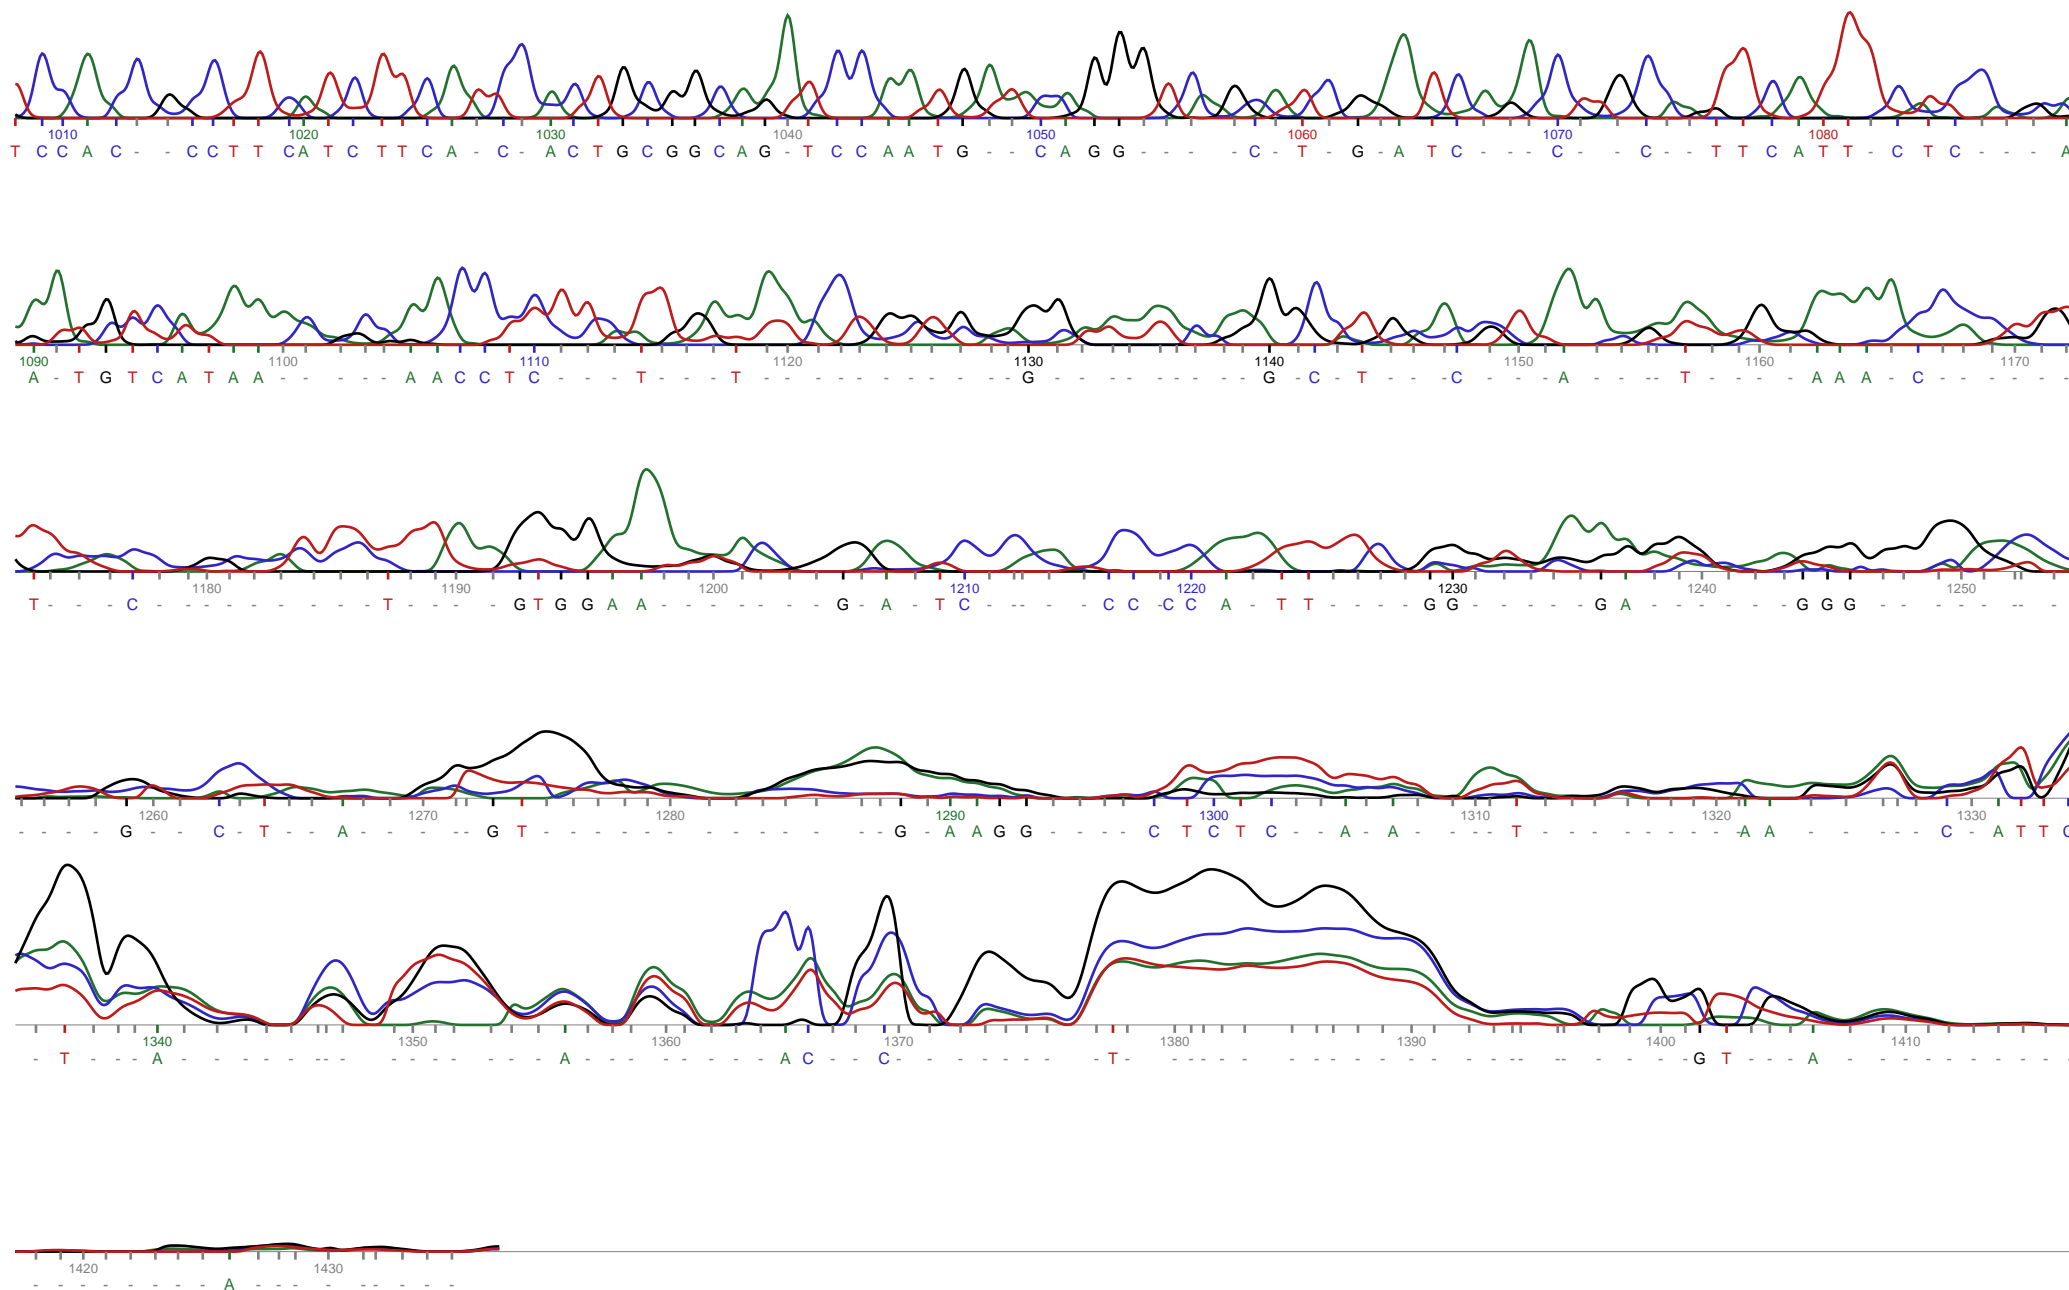 1010 1020 1030 1040 1050 1060 1070 1080
T C C A C - - C C T T C A T C T T C A - C - A C T G C G G C A G - T C C A A T G - - C A G G - - - - C - T - G - A T C - - - C - - C - - T T C A T T - C T C - - - A
1090 1100 1110 1120 1130 1140 1150 1160 1170
A - T G T C A T A A - - - - - - A A C C T C - - - T - - - T - - - - - - - - - - - G - - - - - - - - - G - C - T - - - C - - - A - - - - T - - - - - A A A - C - - - - - -
1180 1190 1200 1210 1220 1230 1240 1250
T - - - C - - - - - - - - - - T - - - - G T G G A A - - - - - - - G - A - T C - - - - - C C - C C A - T T - - - - G G - - - - - G A - - - - - - G G G - - - - - - - -
1260 1270 1280 1290 1300 1310 1320 1330
- - - - G - - C - T - - A - - - - - G T - - - - - - - - - - - - - G - A A G G - - - - C T C T C - - A - A - - - - T - - - - - - - - A A - - - - - - C - A T T C
1340 1350 1360 1370 1380 1390 1400 1410
- T - - - A - - - - - - - - - - - - - A - - - - - - - A C - - C - - - - - - - - T - - - - - - - - - - - - - - - - - - - - G T - - - A - - - - - - - - -
1420 1430
- - - - - - - - A - - - - - - - - - -